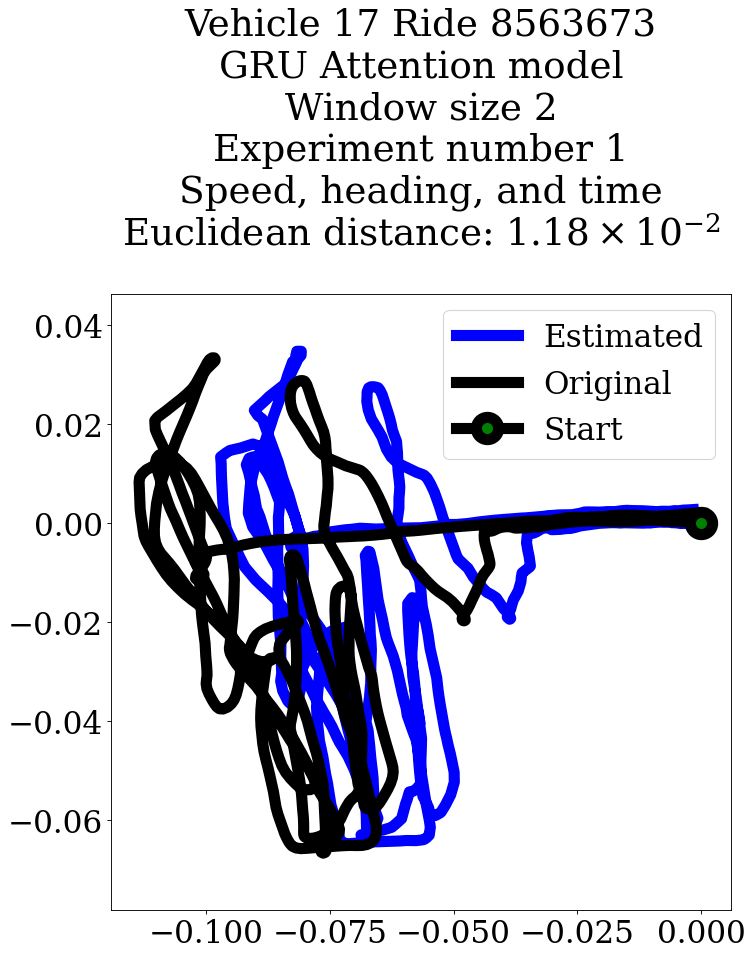 Vehicle 17 Ride 8563673
GRU Attention model
Window size 2
Experiment number 1
Speed, heading, and time
Euclidean distance: 1.18 × 10⁻²
Estimated
Original
Start
0.04
0.02
0.00
−0.02
−0.04
−0.06
−0.100 −0.075 −0.050 −0.025 0.000